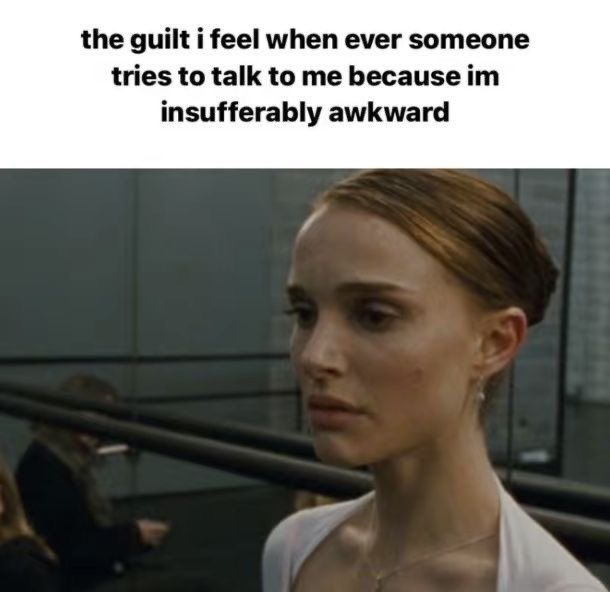 the guilt i feel when ever someone
tries to talk to me because im
insufferably awkward